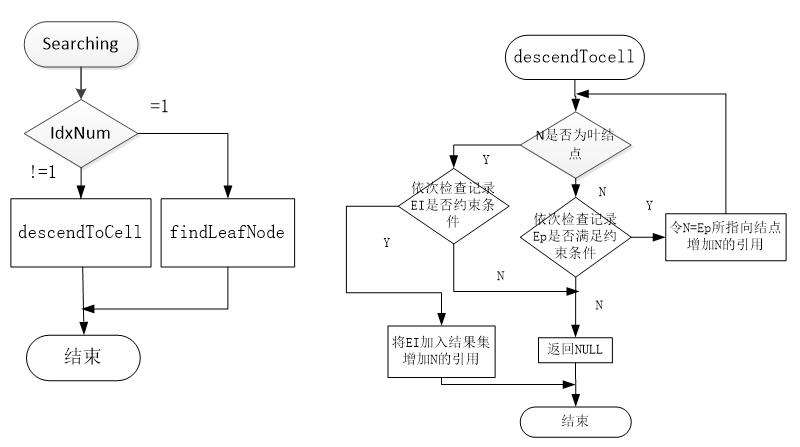 Searching
=1
IdxNum
!=1
descendToCell
findLeafNode
结束
descendTocell
N是否为叶结
点
Y
N
依次检查记录
EI是否约束条
件
依次检查记录
Ep是否满足约
束条件
Y
令N=Ep所指向结点
增加N的引用
Y
N
N
将EI加入结果集
增加N的引用
返回NULL
结束